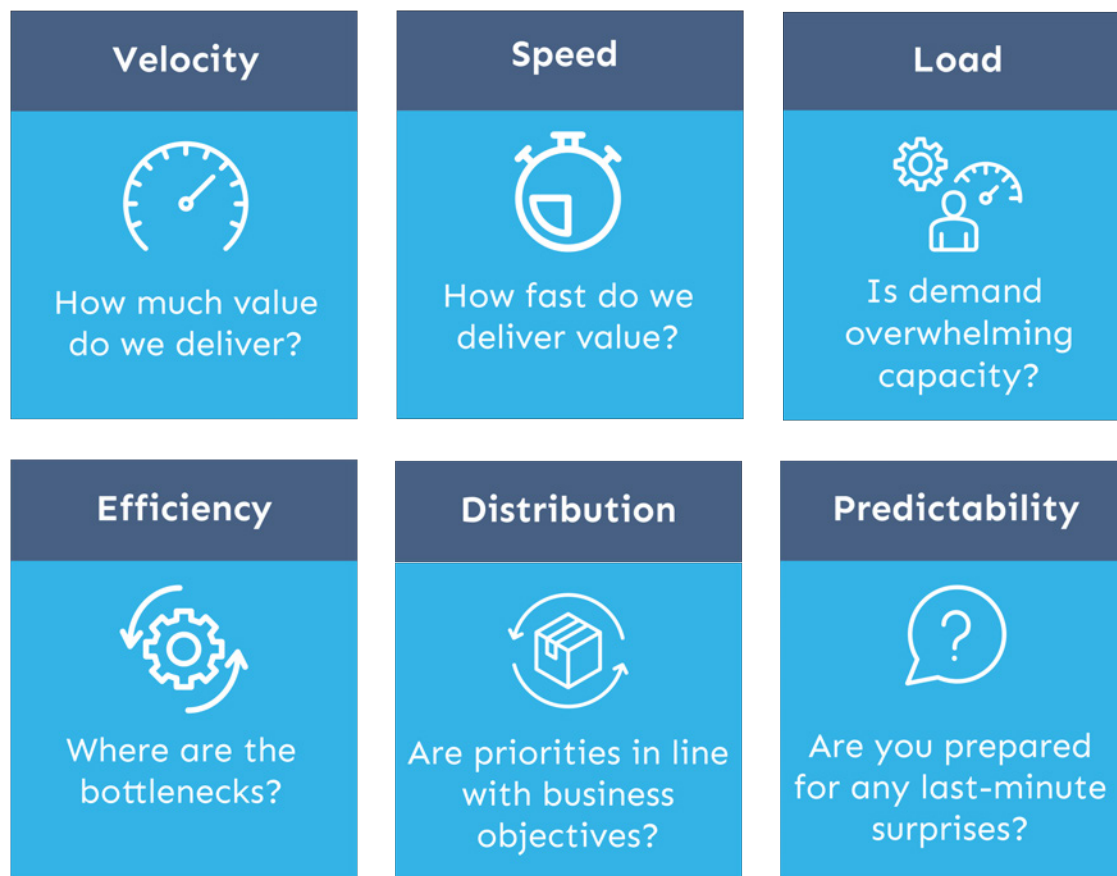 Velocity
How much value
do we deliver?
Speed
How fast do we
deliver value?
Load
Is demand
overwhelming
capacity?
Efficiency
Where are the
bottlenecks?
Distribution
Are priorities in line
with business
objectives?
Predictability
?
Are you prepared
for any last-minute
surprises?